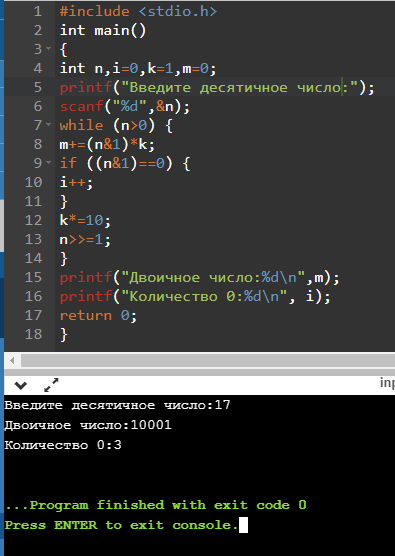 1 #include <stdio.h>
2 int main()
3 {
4 int n,i=0,k=1,m=0;
5 printf("Введите десятичное число:");
6 scanf("%d",&n);
7 while (n>0) {
8 m+=(n&1)*k;
9 if ((n&1)==0) {
10 i++;
11 }
12 k*=10;
13 n>>=1;
14 }
15 printf("Двоичное число:%d\n",m);
16 printf("Количество 0:%d\n", i);
17 return 0;
18 }
Введите десятичное число:17
Двоичное число:10001
Количество 0:3
...Program finished with exit code 0
Press ENTER to exit console.